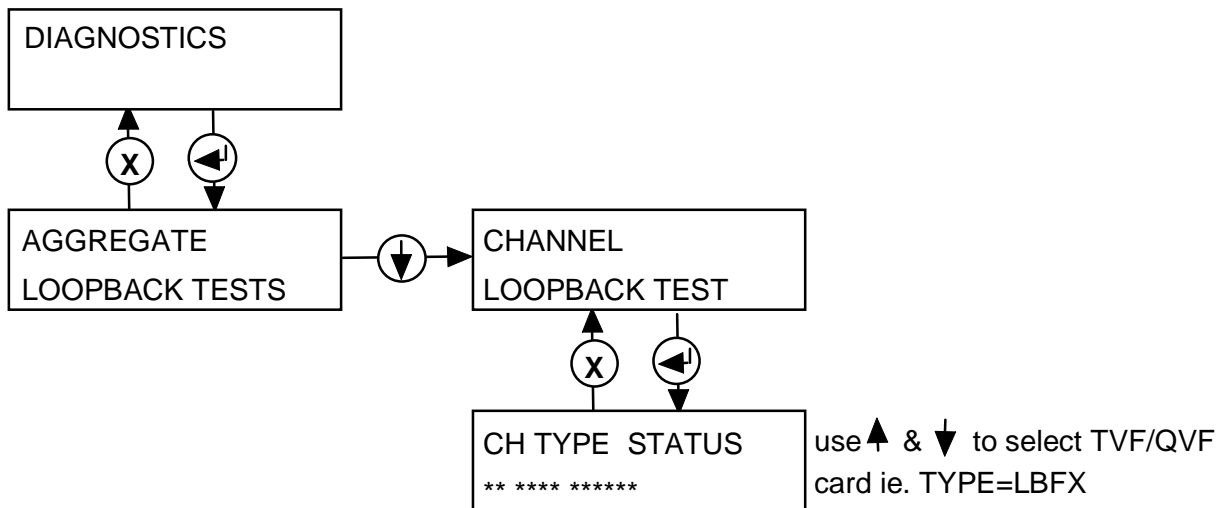 DIAGNOSTICS
X
AGGREGATE
LOOPBACK TESTS
CHANNEL
LOOPBACK TEST
X
CH TYPE STATUS
** **** ******
use ↑ & ↓ to select TVF/QVF
card ie. TYPE=LBFX